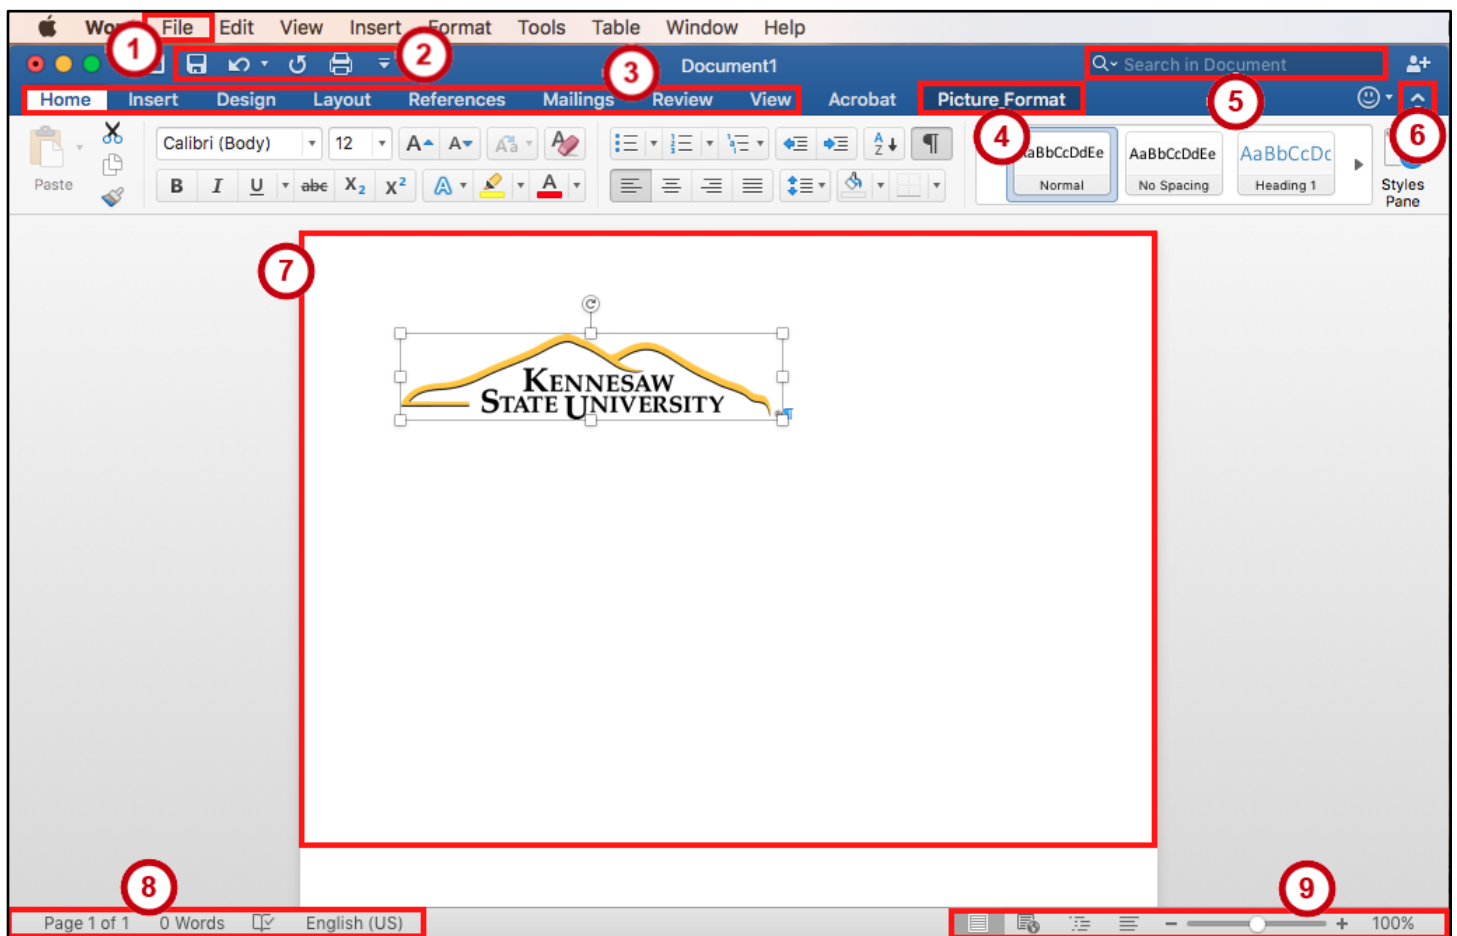 Word File Edit View Insert Format Tools Table Window Help
1
2
3
Document1
Search in Document
Home Insert Design Layout References Mailings Review View Acrobat Picture Format
4
5
6
Paste
Calibri (Body) 12
AaBbCcDdEe AaBbCcDdEe AaBbCcDc
Normal No Spacing Heading 1
Styles
Pane
B I U abc X₂ X² A A
7
KENNESAW
STATE UNIVERSITY
8
9
Page 1 of 1 0 Words English (US) 100%